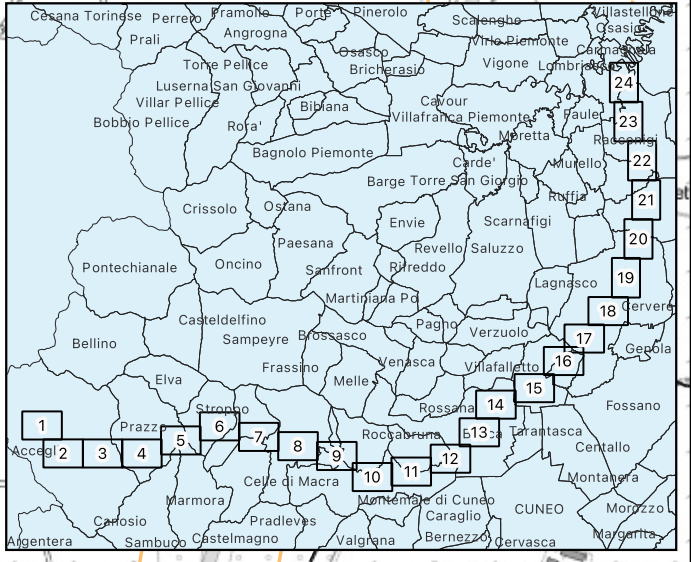 Cesana Torinese
Perrero
Pramollo
Porte
Pinerolo
Scalenghe
Villastellone
Prali
Angrogna
Osasio
Virlo Piemonte
Osasco
Bricherasio
Vigone
Lombriasco
Torre Pellice
Luserna San Giovanni
24
Villar Pellice
Bibiana
Cavour
Bobbio Pellice
Rora'
Villafranca Piemonte
Faule
23
Moretta
Racconigi
Bagnolo Piemonte
Carde'
Murello
22
Barge
Torre San Giorgio
Ruffia
21
Crissolo
Ostana
Envie
Scarnafigi
Paesana
Revello
Saluzzo
20
Pontechianale
Oncino
Sanfront
Rifreddo
Lagnasco
19
Martiniana Po
Casteldelfino
Cervere
18
Pagno
Brossasco
Verzuolo
Sampeyre
17
Bellino
Genola
Venasca
16
Frassino
Villafalletto
Elva
Melle
15
Stroppo
Rossana
14
Fossano
1
Prazzo
6
Roccabruna
13
Tarantasca
7
5
8
Centallo
Acceglio
2
3
4
9
12
10
11
Celle di Macra
Montanera
Marmora
Montemale di Cuneo
CUNEO
Morozzo
Canosio
Pradleves
Caraglio
Argentera
Sambuco
Castelmagno
Valgrana
Bernezzo
Cervasca
Margarita